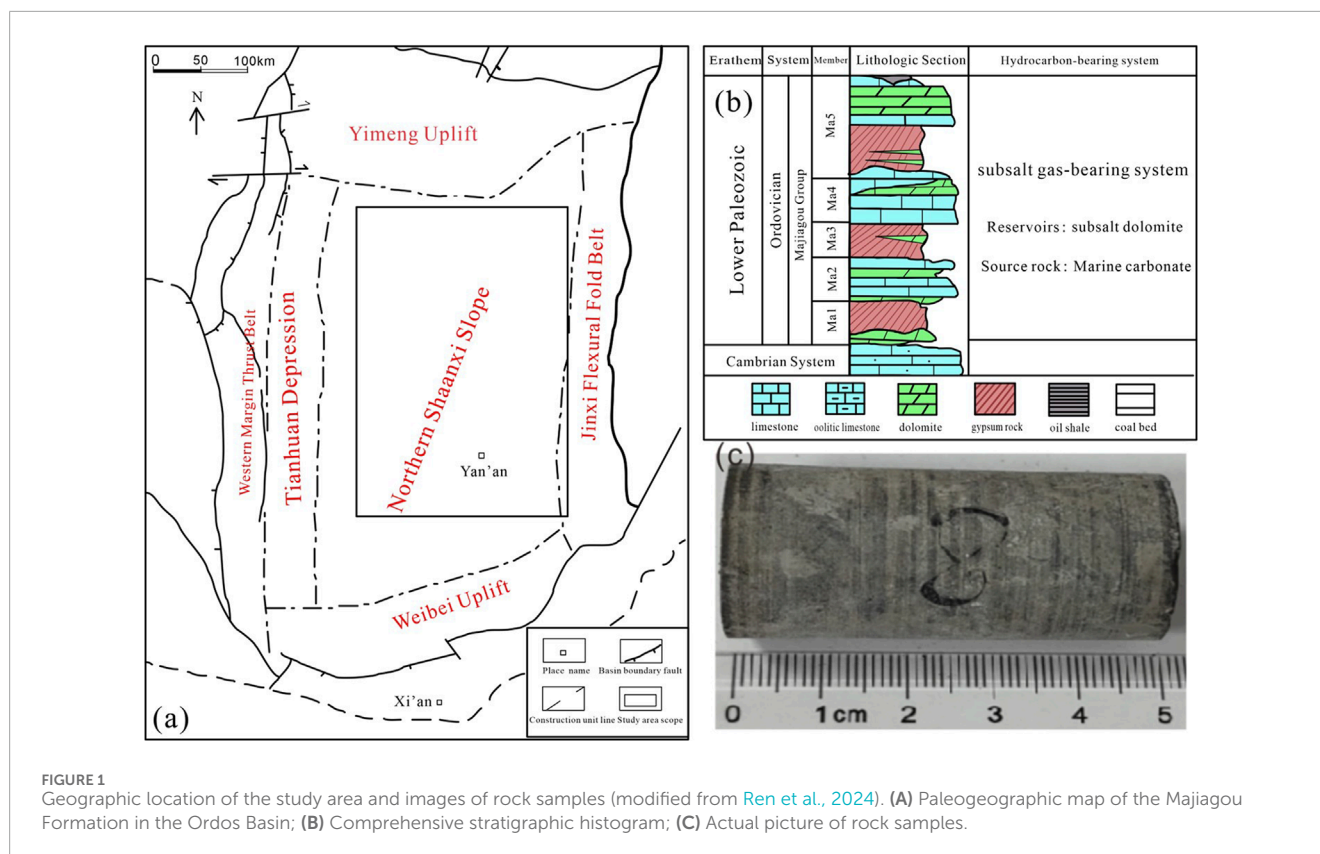 0 50 100km
N
Yimeng Uplift
Western Margin Thrust Belt
Tianhuan Depression
Northern Shaanxi Slope
Jinxi Flexural Fold Belt
Yan'an
Weibei Uplift
Xi'an
(a)
Place name
Basin boundary fault
Construction unit line
Study area scope
Erathem System Member Lithologic Section Hydrocarbon-bearing system
(b)
Lower Paleozoic
Ordovician
Majiagou Group
Ma5
Ma4
Ma3
Ma2
Ma1
subsalt gas-bearing system
Reservoirs: subsalt dolomite
Source rock: Marine carbonate
Cambrian System
limestone oolitic limestone dolomite gypsum rock oil shale coal bed
(c)
0 1cm 2 3 4 5
FIGURE 1
Geographic location of the study area and images of rock samples (modified from Ren et al., 2024). (A) Paleogeographic map of the Majiagou
Formation in the Ordos Basin; (B) Comprehensive stratigraphic histogram; (C) Actual picture of rock samples.